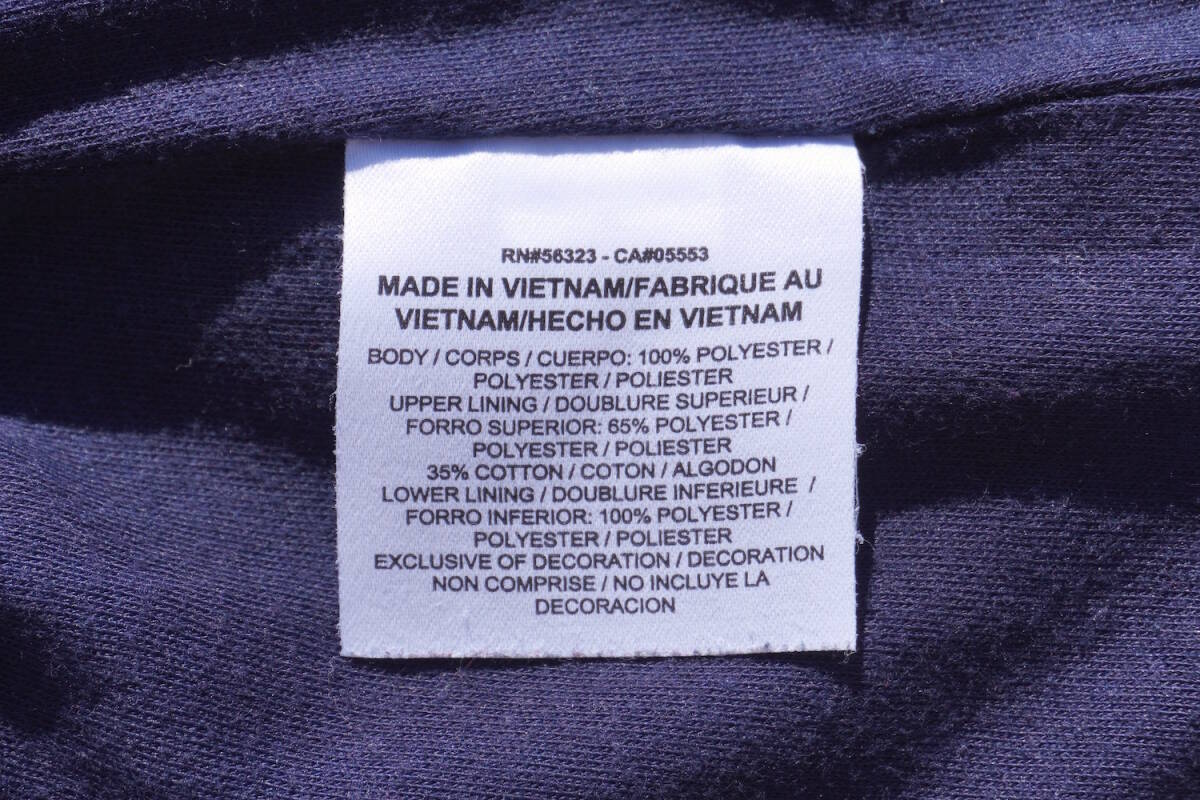 RN#56323 - CA#05553
MADE IN VIETNAM/FABRIQUE AU
VIETNAM/HECHO EN VIETNAM
BODY / CORPS / CUERPO: 100% POLYESTER /
POLYESTER / POLIESTER
UPPER LINING / DOUBLURE SUPERIEUR /
FORRO SUPERIOR: 65% POLYESTER /
POLYESTER / POLIESTER
35% COTTON / COTON / ALGODON
LOWER LINING / DOUBLURE INFERIEURE /
FORRO INFERIOR: 100% POLYESTER /
POLYESTER / POLIESTER
EXCLUSIVE OF DECORATION / DECORATION
NON COMPRISE / NO INCLUYE LA
DECORACION